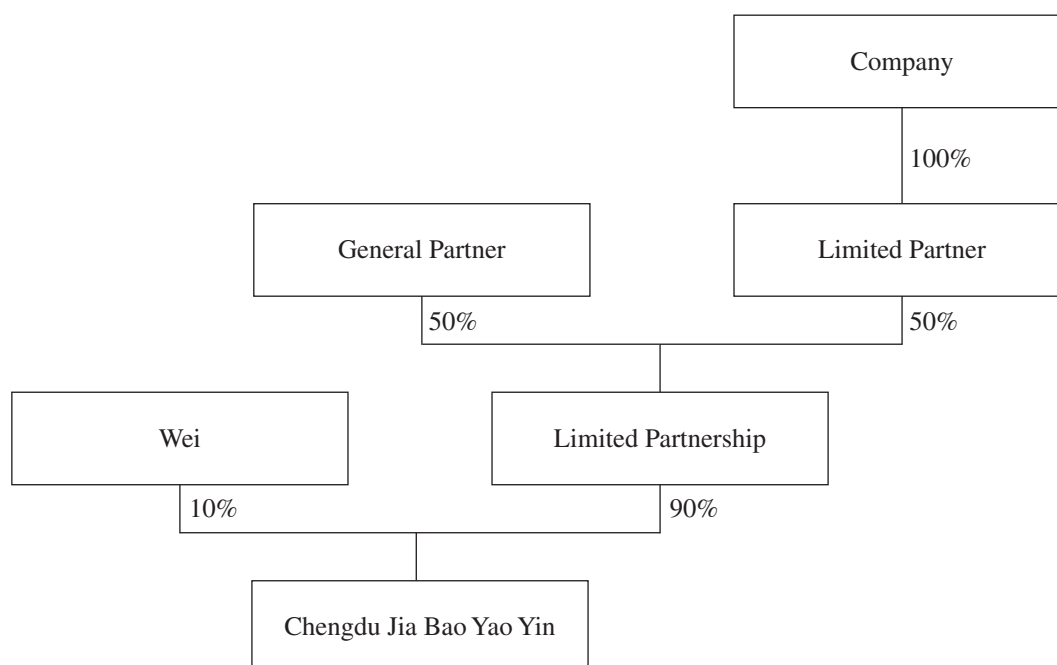 Company
100%
General Partner
Limited Partner
50%
50%
Wei
Limited Partnership
10%
90%
Chengdu Jia Bao Yao Yin